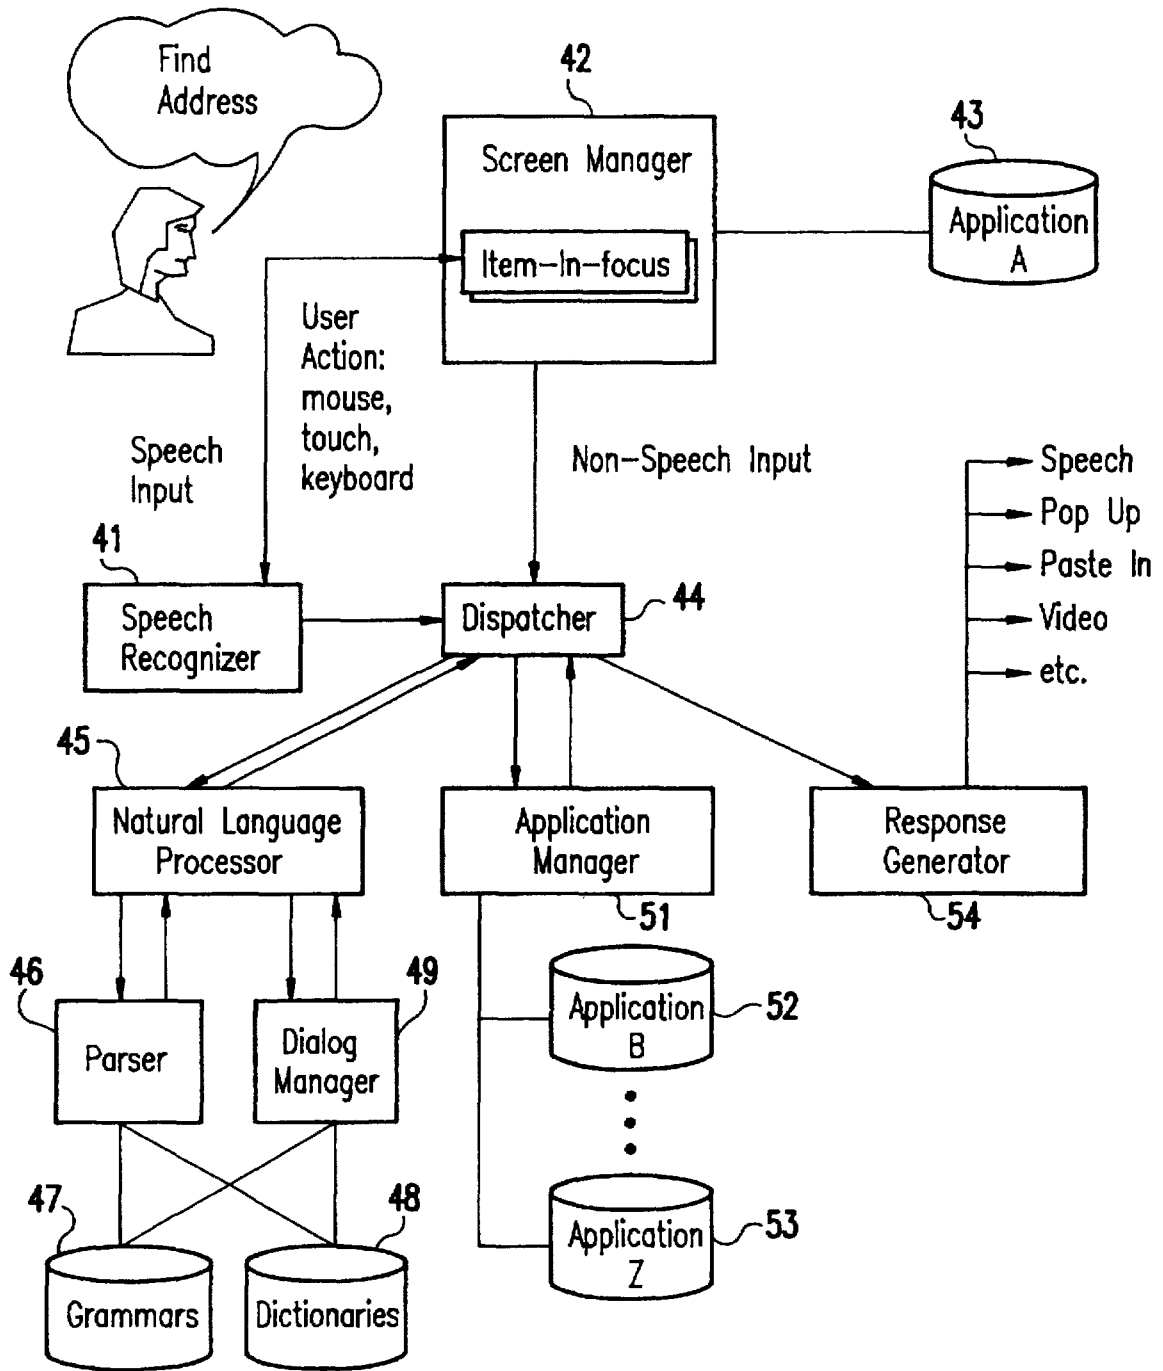 Find
Address
42
Screen Manager
Item-In-focus
43
Application
A
User
Action:
mouse,
touch,
keyboard
Speech
Input
Non-Speech Input
Speech
Pop Up
Paste In
Video
etc.
41
Speech
Recognizer
Dispatcher
44
45
Natural Language
Processor
Application
Manager
51
Response
Generator
54
46
Parser
49
Dialog
Manager
Application
B
52
47
Grammars
48
Dictionaries
Application
Z
53